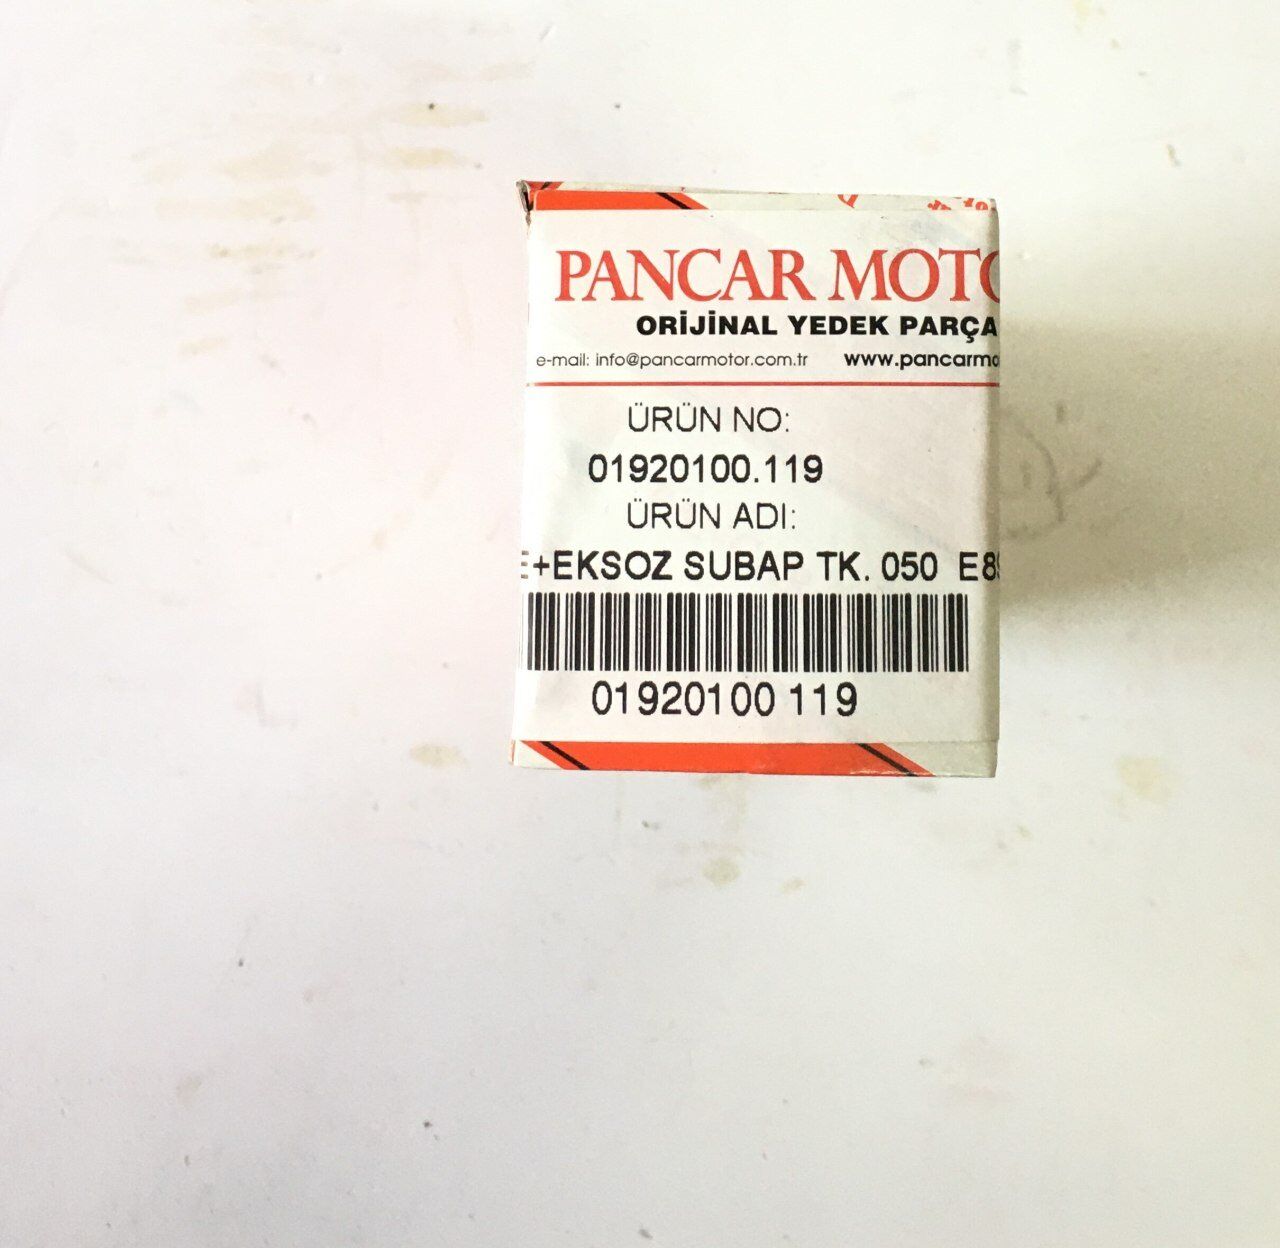 PANCAR MOTO
ORİJİNAL YEDEK PARÇA
e-mail: info@pancarmotor.com.tr www.pancarmo
ÜRÜN NO:
01920100.119
ÜRÜN ADI:
E+EKSOZ SUBAP TK. 050 E8
01920100 119